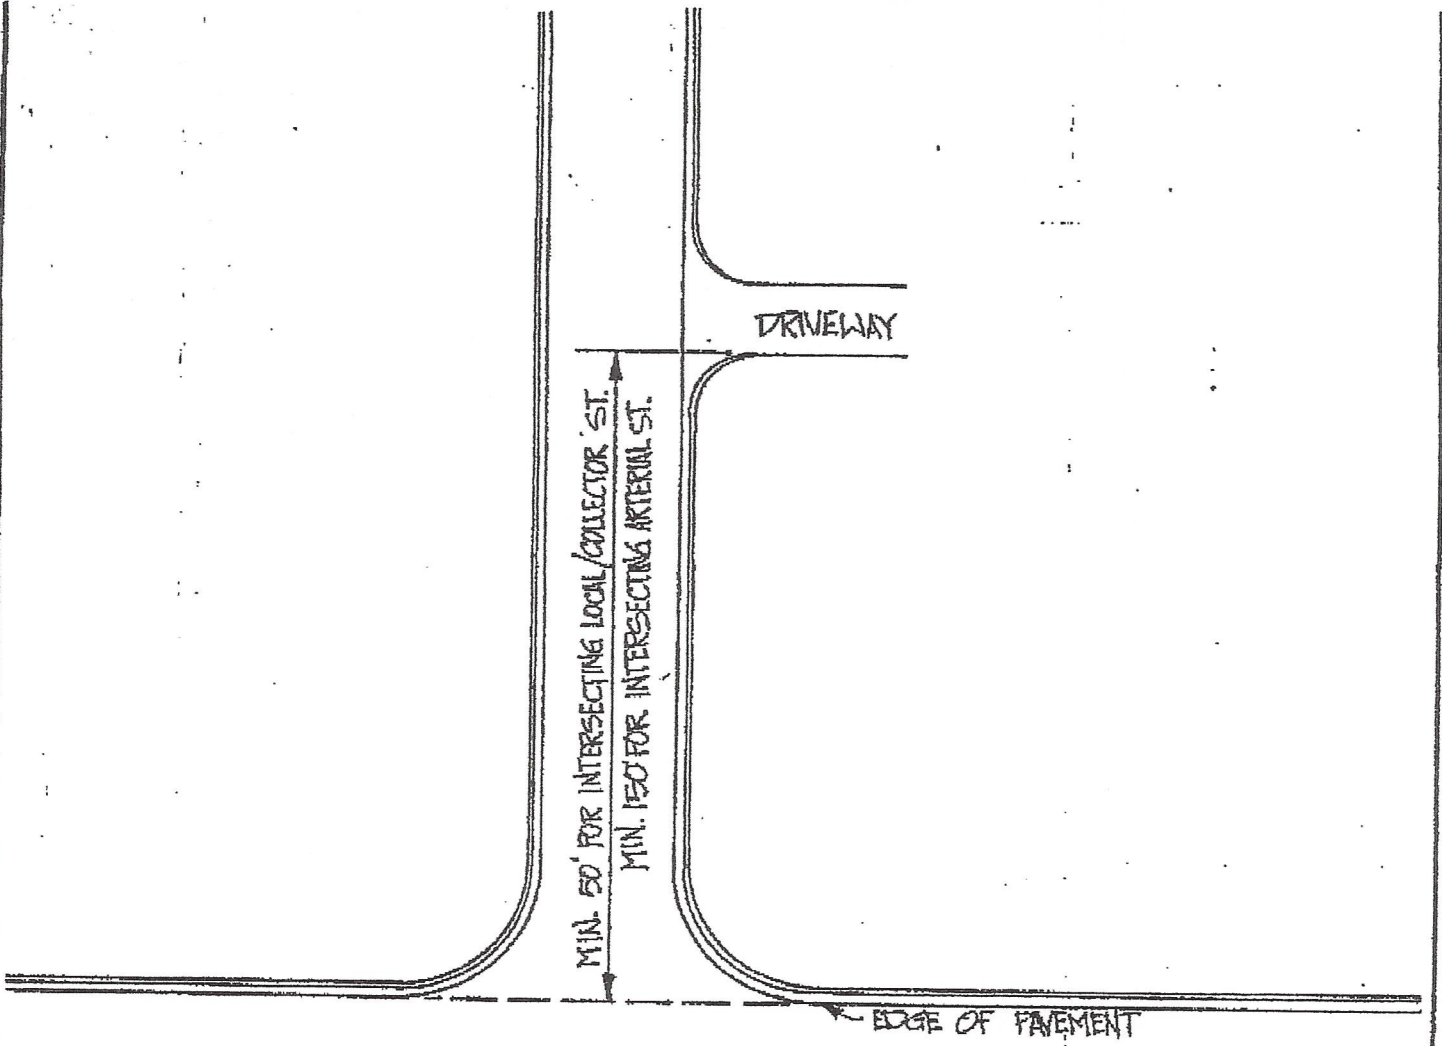 DRIVEWAY
MIN. 50' FOR INTERSECTING LOCAL/COLLECTOR ST.
MIN. 150' FOR INTERSECTING ARTERIAL ST.
EDGE OF PAVEMENT